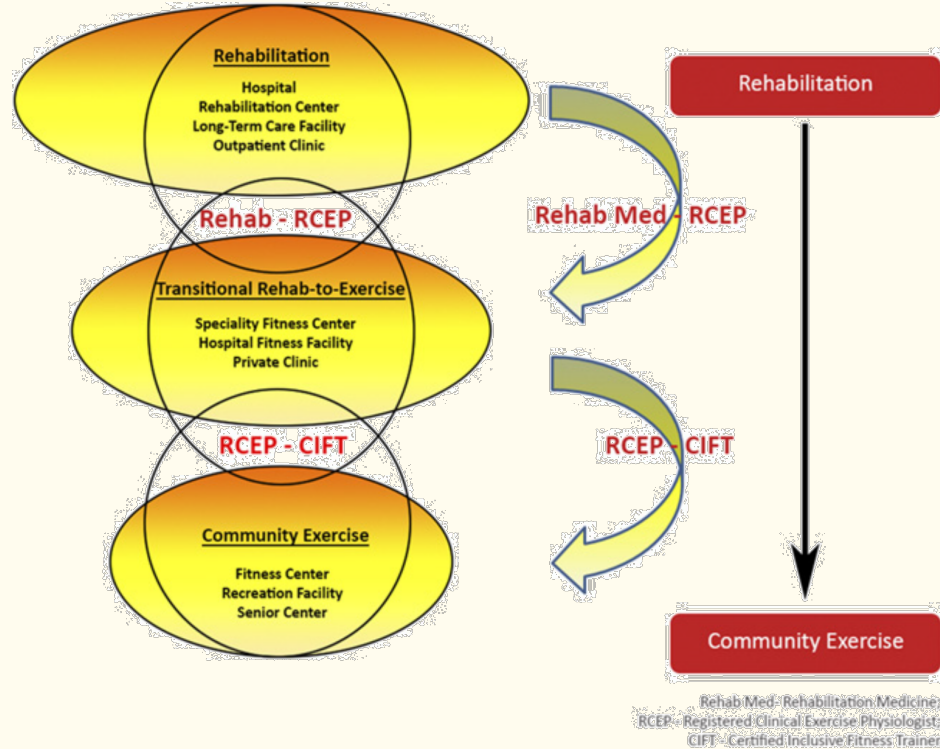 Rehabilitation
Hospital
Rehabilitation Center
Long-Term Care Facility
Outpatient Clinic
Rehab - RCEP
Transitional Rehab-to-Exercise
Speciality Fitness Center
Hospital Fitness Facility
Private Clinic
RCEP - CIFT
Community Exercise
Fitness Center
Recreation Facility
Senior Center
Rehab Med - RCEP
RCEP - CIFT
Rehabilitation
Community Exercise
Rehab Med- Rehabilitation Medicine;
RCEP - Registered Clinical Exercise Physiologist;
CIFT - Certified Inclusive Fitness Trainer